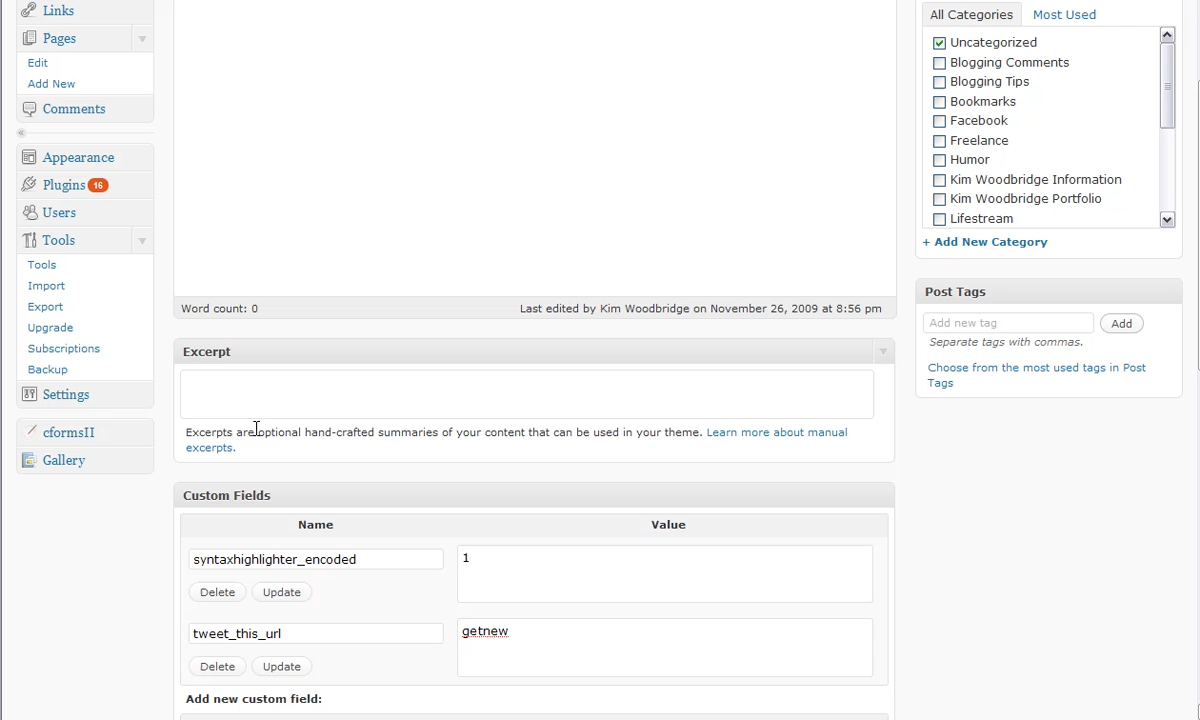 Links
Pages
Edit
Add New
Comments
Appearance
Plugins 16
Users
Tools
Tools
Import
Export
Upgrade
Subscriptions
Backup
Settings
cformsII
Gallery
Word count: 0
Last edited by Kim Woodbridge on November 26, 2009 at 8:56 pm
Excerpt
Excerpts are optional hand-crafted summaries of your content that can be used in your theme. Learn more about manual
excerpts.
Custom Fields
Name Value
syntaxhighlighter_encoded 1
Delete Update
tweet_this_url getnew
Delete Update
Add new custom field:
All Categories Most Used
Uncategorized
Blogging Comments
Blogging Tips
Bookmarks
Facebook
Freelance
Humor
Kim Woodbridge Information
Kim Woodbridge Portfolio
Lifestream
+ Add New Category
Post Tags
Add new tag Add
Separate tags with commas.
Choose from the most used tags in Post
Tags